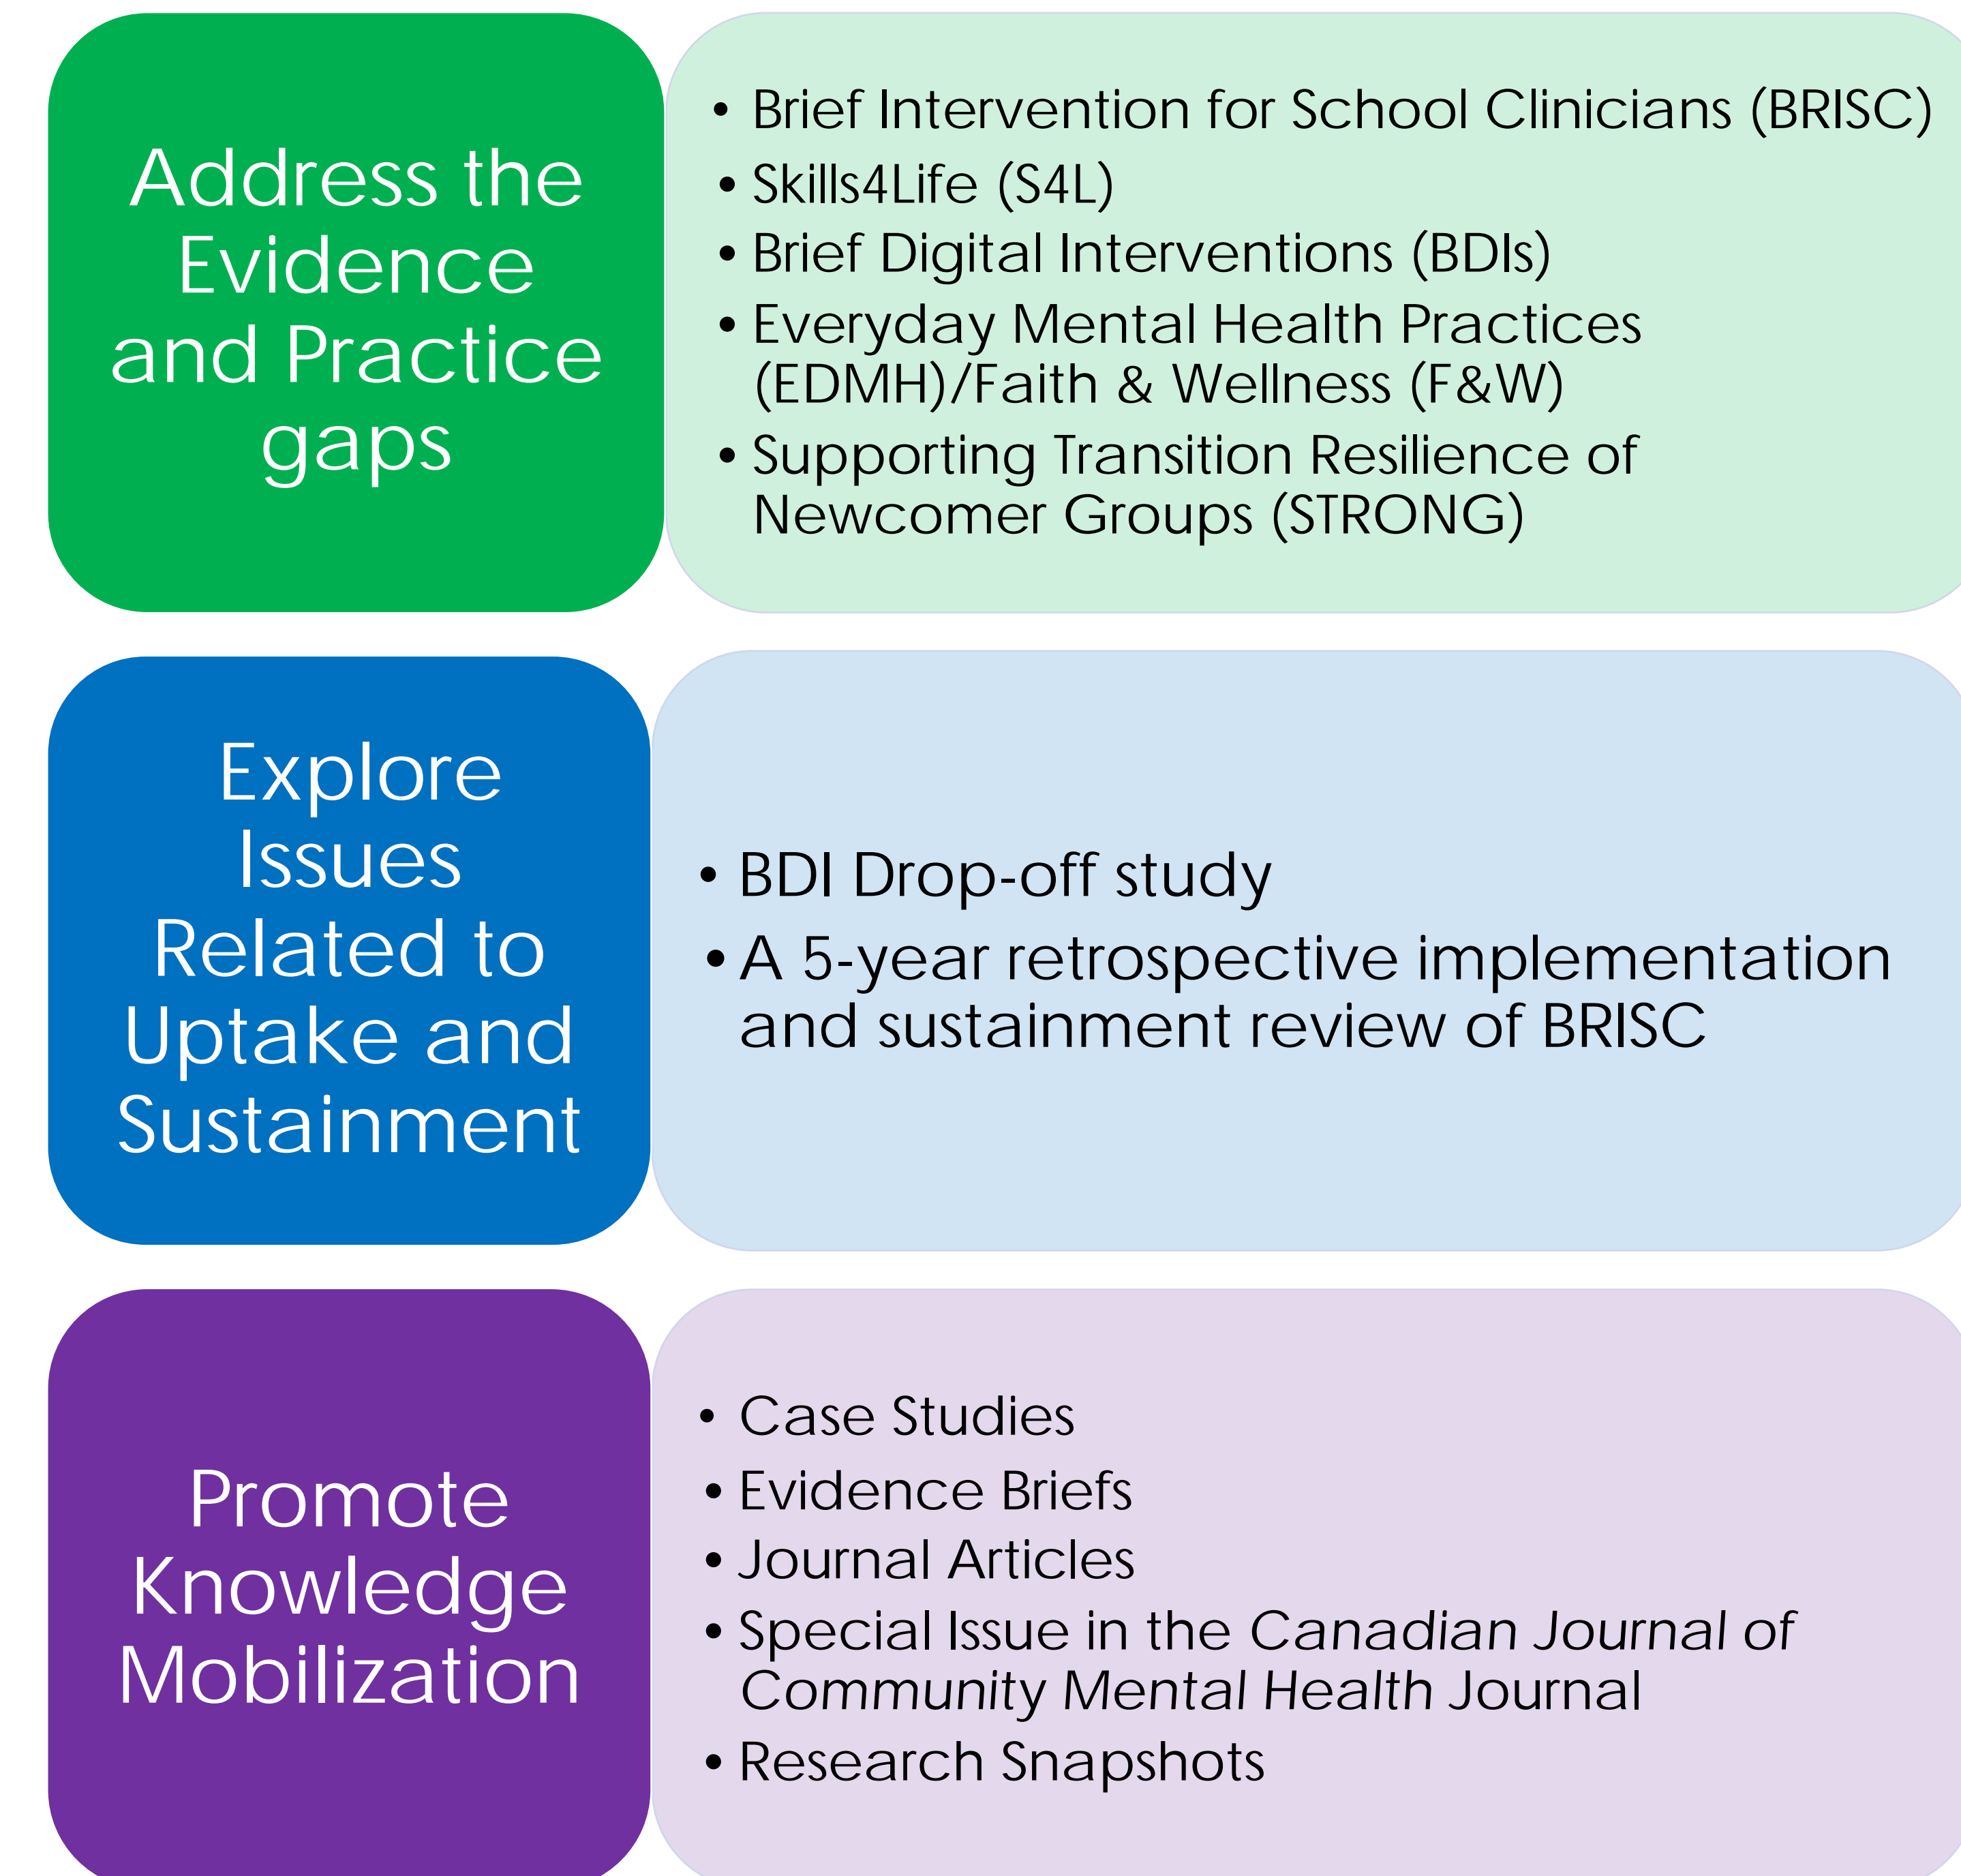 Address the
Evidence
and Practice
gaps
• Brief Intervention for School Clinicians (BRISC)
• Skills4Life (S4L)
• Brief Digital Interventions (BDIs)
• Everyday Mental Health Practices
(EDMH)/Faith & Wellness (F&W)
• Supporting Transition Resilience of
Newcomer Groups (STRONG)
Explore
Issues
Related to
Uptake and
Sustainment
• BDI Drop-off study
• A 5-year retrospective implementation
and sustainment review of BRISC
Promote
Knowledge
Mobilization
• Case Studies
• Evidence Briefs
• Journal Articles
• Special Issue in the Canadian Journal of
Community Mental Health Journal
• Research Snapshots